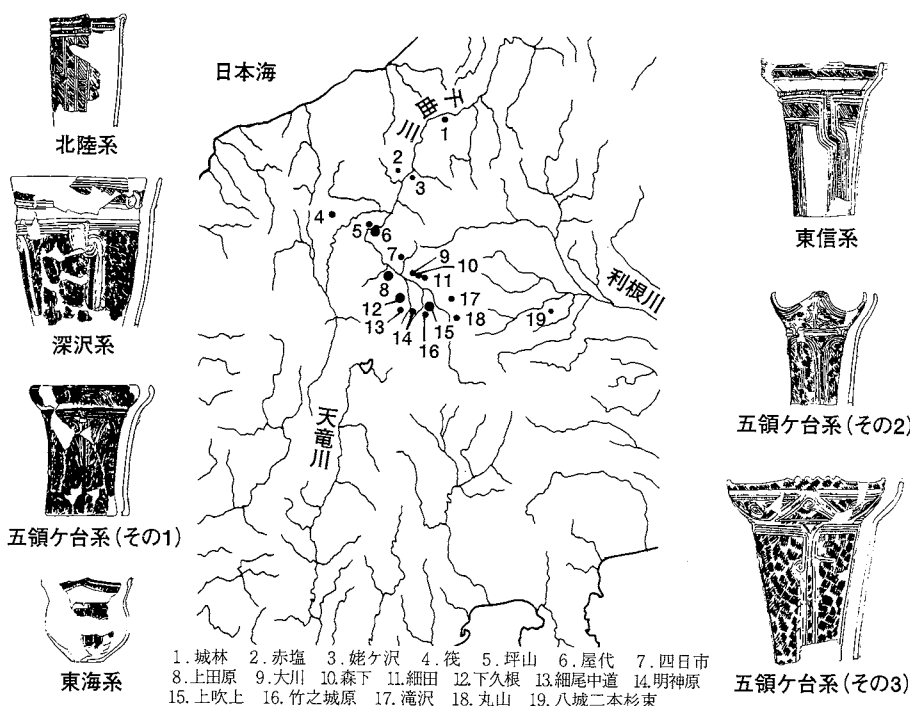 北陸系
深沢系
五領ケ台系(その1)
東海系
日本海
千曲川
利根川
天竜川
1
2
3
4
5
6
7
8
9
10
11
12
13
14
15
16
17
18
19
東信系
五領ケ台系(その2)
五領ケ台系(その3)
1.城林 2.赤塩 3.姥ケ沢 4.筏 5.坪山 6.屋代 7.四日市
8.上田原 9.大川 10.森下 11.細田 12.下久根 13.細尾中道 14.明神原
15.上吹上 16.竹之城原 17.滝沢 18.丸山 19.八城二本杉東